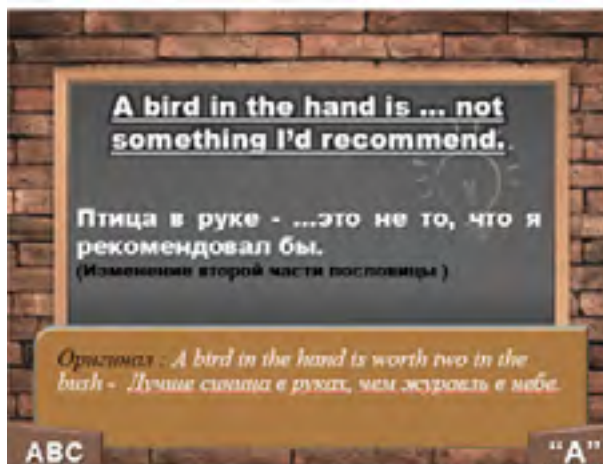 A bird in the hand is ... not
something I'd recommend.
Птица в руке - ...это не то, что я
рекомендовал бы.
(Изменение второй части пословицы )
Оригинал : A bird in the hand is worth two in the
bush - Лучше синица в руках, чем журавль в небе.
ABC
“A”